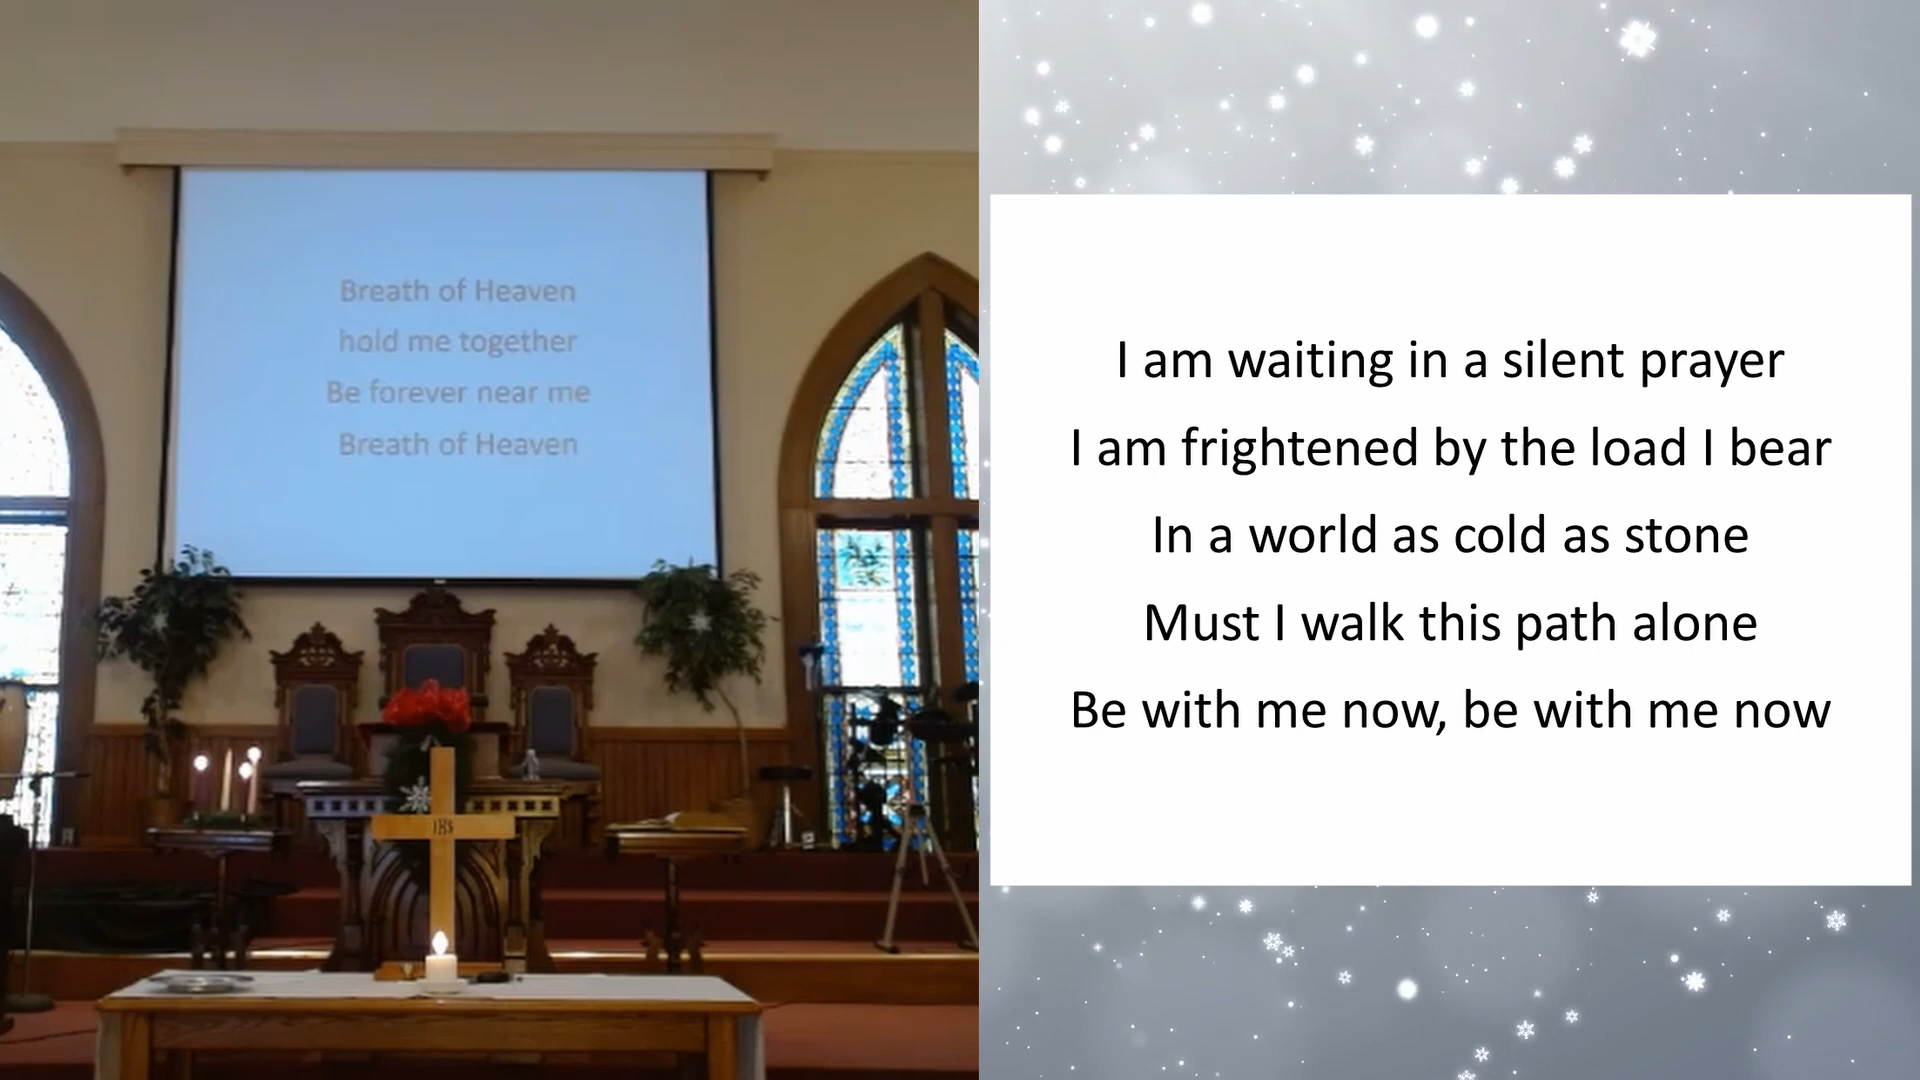 Breath of Heaven
hold me together
Be forever near me
Breath of Heaven
IHS
I am waiting in a silent prayer
I am frightened by the load I bear
In a world as cold as stone
Must I walk this path alone
Be with me now, be with me now